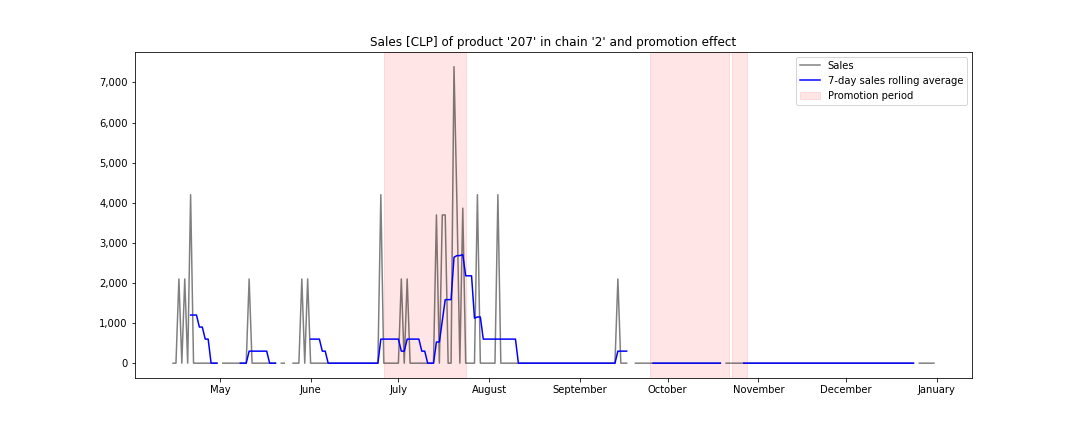 Sales [CLP] of product '207' in chain '2' and promotion effect
Sales
7-day sales rolling average
Promotion period
7,000
6,000
5,000
4,000
3,000
2,000
1,000
0
May June July August September October November December January